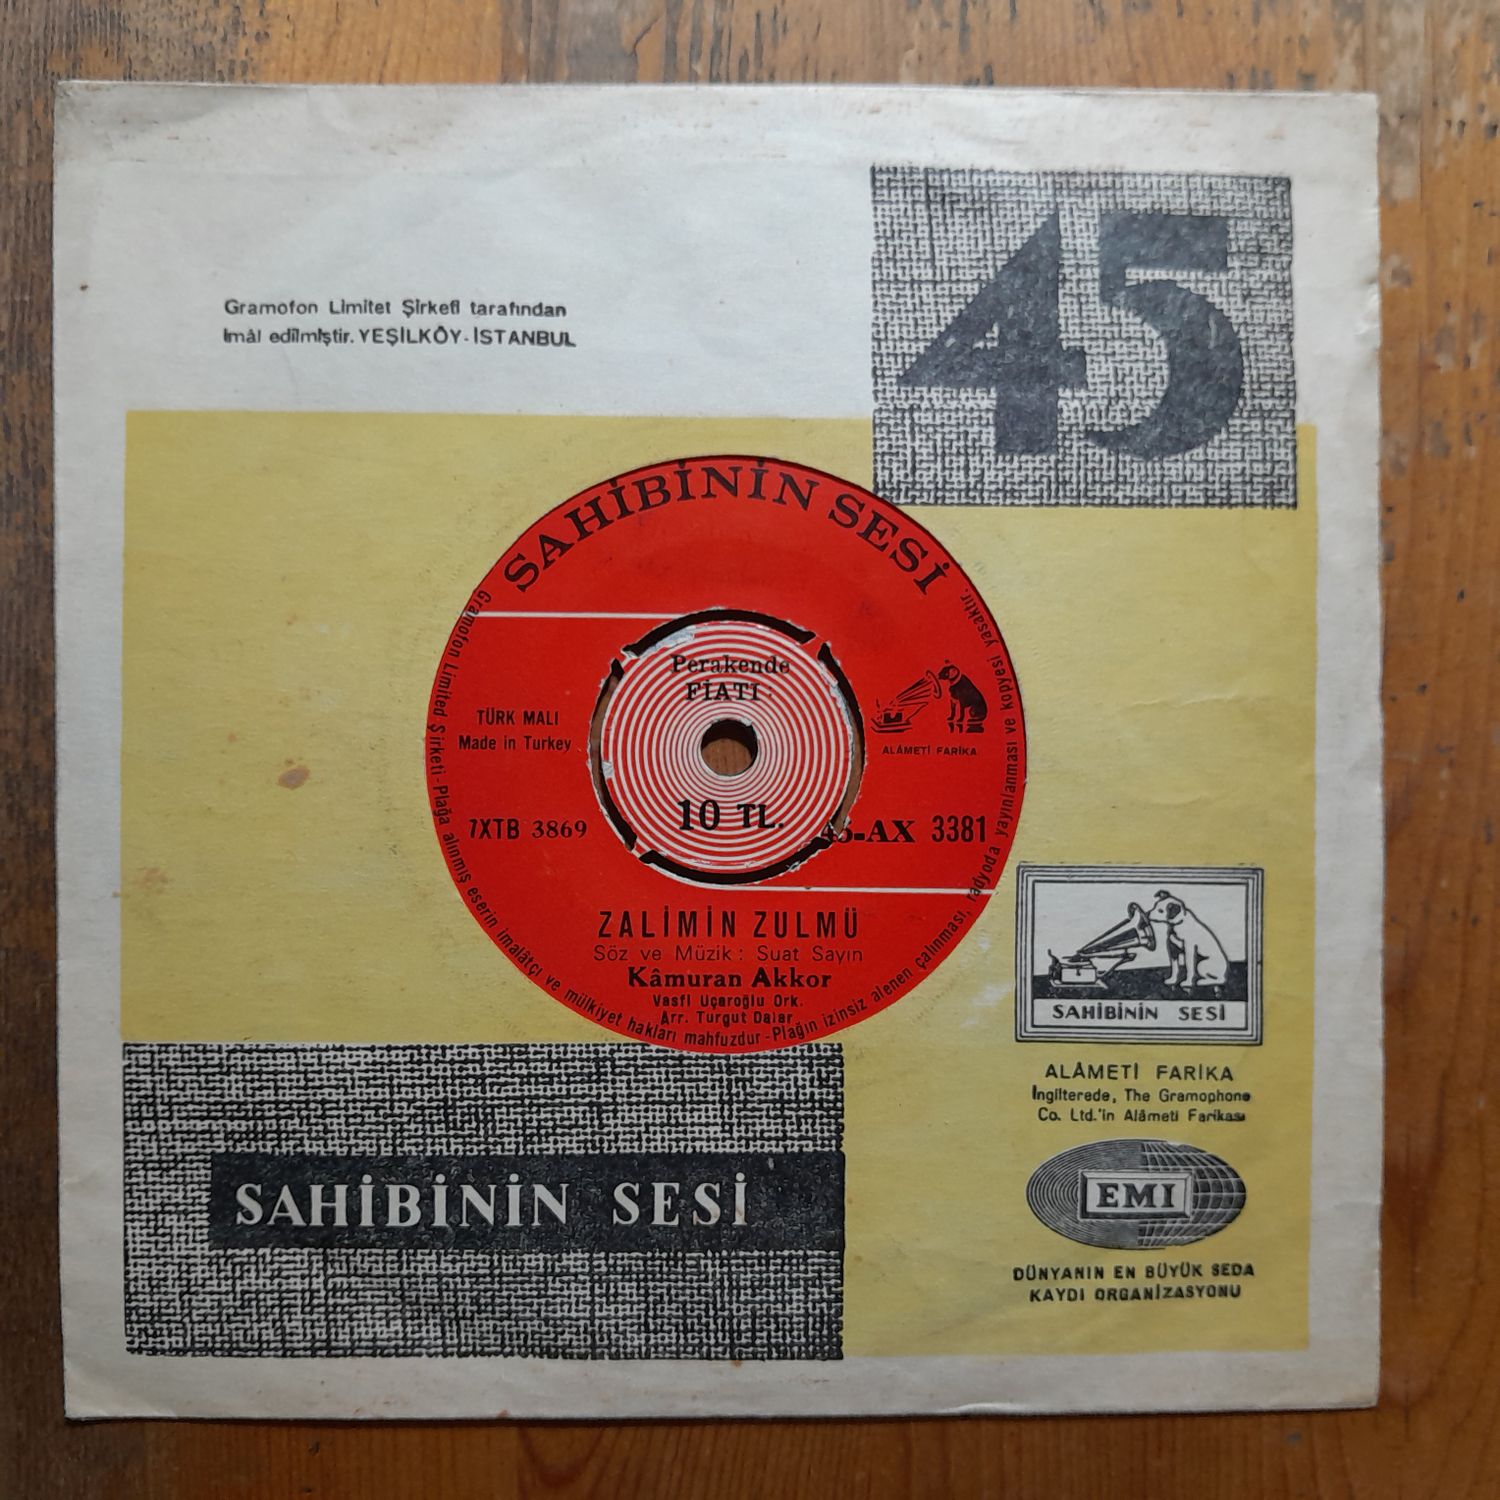 Gramofon Limitet Şirketi tarafından
imâl edilmiştir. YEŞİLKÖY-İSTANBUL
45
SAHİBİNİN SESİ
Perakende
FİATI
TÜRK MALI
Made in Turkey
ALÂMETİ FARİKA
10 TL.
7XTB 3869
45-AX 3381
ZALİMİN ZULMÜ
Söz ve Müzik: Suat Sayın
Kâmuran Akkor
Vasfi Uçaroğlu Ork.
Arr. Turgut Dalar
Gramofon Limited Şirketi-Plağa alınmış eserin imalâtçı ve mülkiyet hakları mahfuzdur-Plağın izinsiz alenen çalınması, radyoda yayınlanması ve kopyesi yasaktır.
SAHİBİNİN SESİ
ALÂMETİ FARİKA
İngilterede, The Gramophone
Co. Ltd.'in Alâmeti Farikası
EMI
DÜNYANIN EN BÜYÜK SEDA
KAYDI ORGANİZASYONU
SAHİBİNİN SESİ